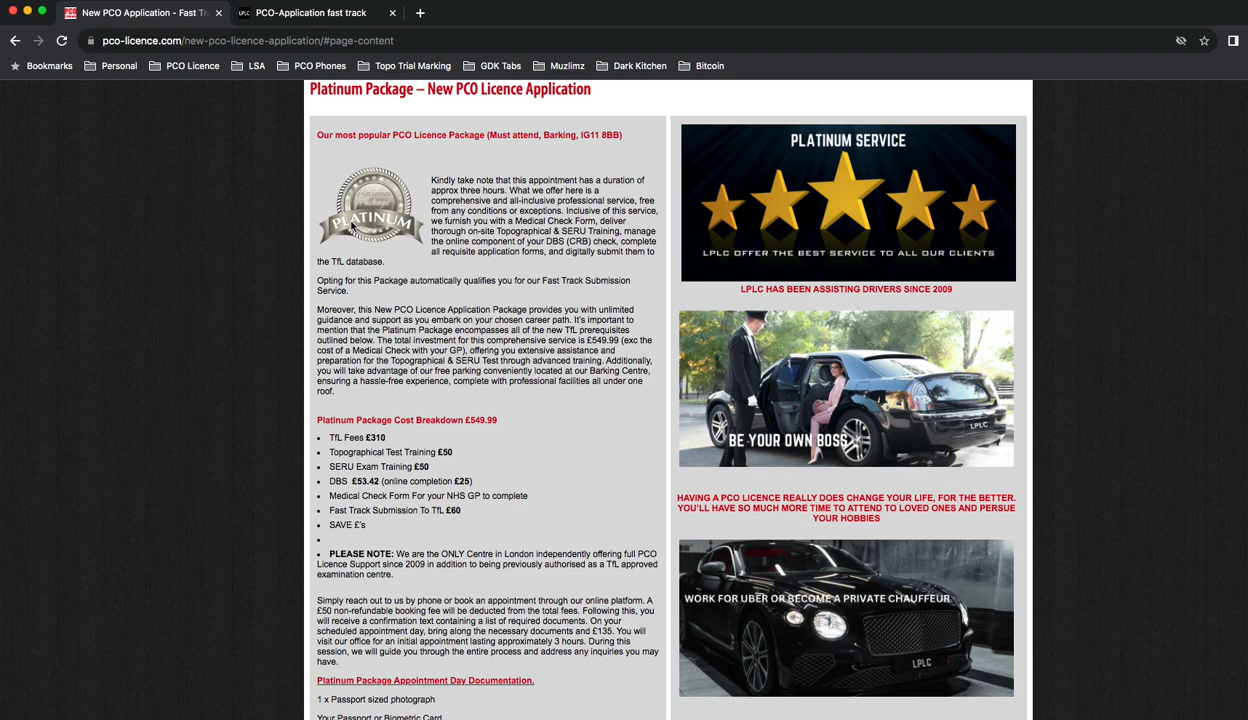 New PCO Application - Fast Tr
PCO-Application fast track
pco-licence.com/new-pco-licence-application/#page-content
Bookmarks
Personal
PCO Licence
LSA
PCO Phones
Topo Trial Marking
GDK Tabs
Muzlimz
Dark Kitchen
Bitcoin
Platinum Package – New PCO Licence Application
Our most popular PCO Licence Package (Must attend, Barking, IG11 8BB)
PLATINUM
Kindly take note that this appointment has a duration of
approx three hours. What we offer here is a
comprehensive and all-inclusive professional service, free
from any conditions or exceptions. Inclusive of this service,
we furnish you with a Medical Check Form, deliver
thorough on-site Topographical & SERU Training, manage
the online component of your DBS (CRB) check, complete
all requisite application forms, and digitally submit them to
the TfL database.
Opting for this Package automatically qualifies you for our Fast Track Submission
Service.
Moreover, this New PCO Licence Application Package provides you with unlimited
guidance and support as you embark on your chosen career path. It's important to
mention that the Platinum Package encompasses all of the new TfL prerequisites
outlined below. The total investment for this comprehensive service is £549.99 (exc the
cost of a Medical Check with your GP), offering you extensive assistance and
preparation for the Topographical & SERU Test through advanced training. Additionally,
you will take advantage of our free parking conveniently located at our Barking Centre,
ensuring a hassle-free experience, complete with professional facilities all under one
roof.
Platinum Package Cost Breakdown £549.99
• TfL Fees £310
• Topographical Test Training £50
• SERU Exam Training £50
• DBS £53.42 (online completion £25)
• Medical Check Form For your NHS GP to complete
• Fast Track Submission To TfL £60
• SAVE £'s
•
• PLEASE NOTE: We are the ONLY Centre in London independently offering full PCO
Licence Support since 2009 in addition to being previously authorised as a TfL approved
examination centre.
Simply reach out to us by phone or book an appointment through our online platform. A
£50 non-refundable booking fee will be deducted from the total fees. Following this, you
will receive a confirmation text containing a list of required documents. On your
scheduled appointment day, bring along the necessary documents and £135. You will
visit our office for an initial appointment lasting approximately 3 hours. During this
session, we will guide you through the entire process and address any inquiries you may
have.
Platinum Package Appointment Day Documentation.
1 x Passport sized photograph
Your Passport or Biometric Card
PLATINUM SERVICE
LPLC OFFER THE BEST SERVICE TO ALL OUR CLIENTS
LPLC HAS BEEN ASSISTING DRIVERS SINCE 2009
LPLC
BE YOUR OWN BOSS
HAVING A PCO LICENCE REALLY DOES CHANGE YOUR LIFE, FOR THE BETTER.
YOU'LL HAVE SO MUCH MORE TIME TO ATTEND TO LOVED ONES AND PERSUE
YOUR HOBBIES
WORK FOR UBER OR BECOME A PRIVATE CHAUFFEUR
LPLC